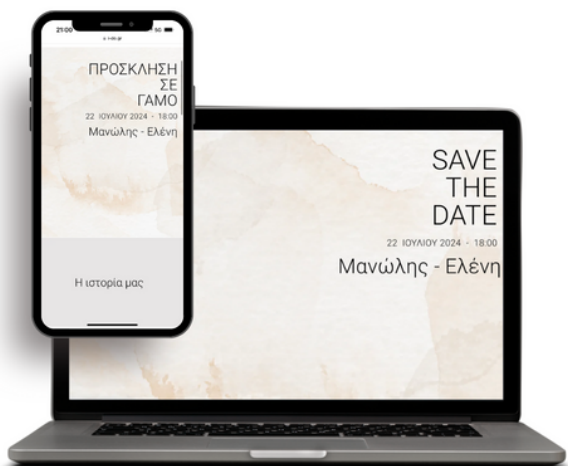 21:00
5G
ΠΡΟΣΚΛΗΣΗ
ΣΕ
ΓΑΜΟ
22 ΙΟΥΛΙΟΥ 2024 - 18:00
Μανώλης - Ελένη
Η ιστορία μας
SAVE
THE
DATE
22 ΙΟΥΛΙΟΥ 2024 - 18:00
Μανώλης - Ελένη